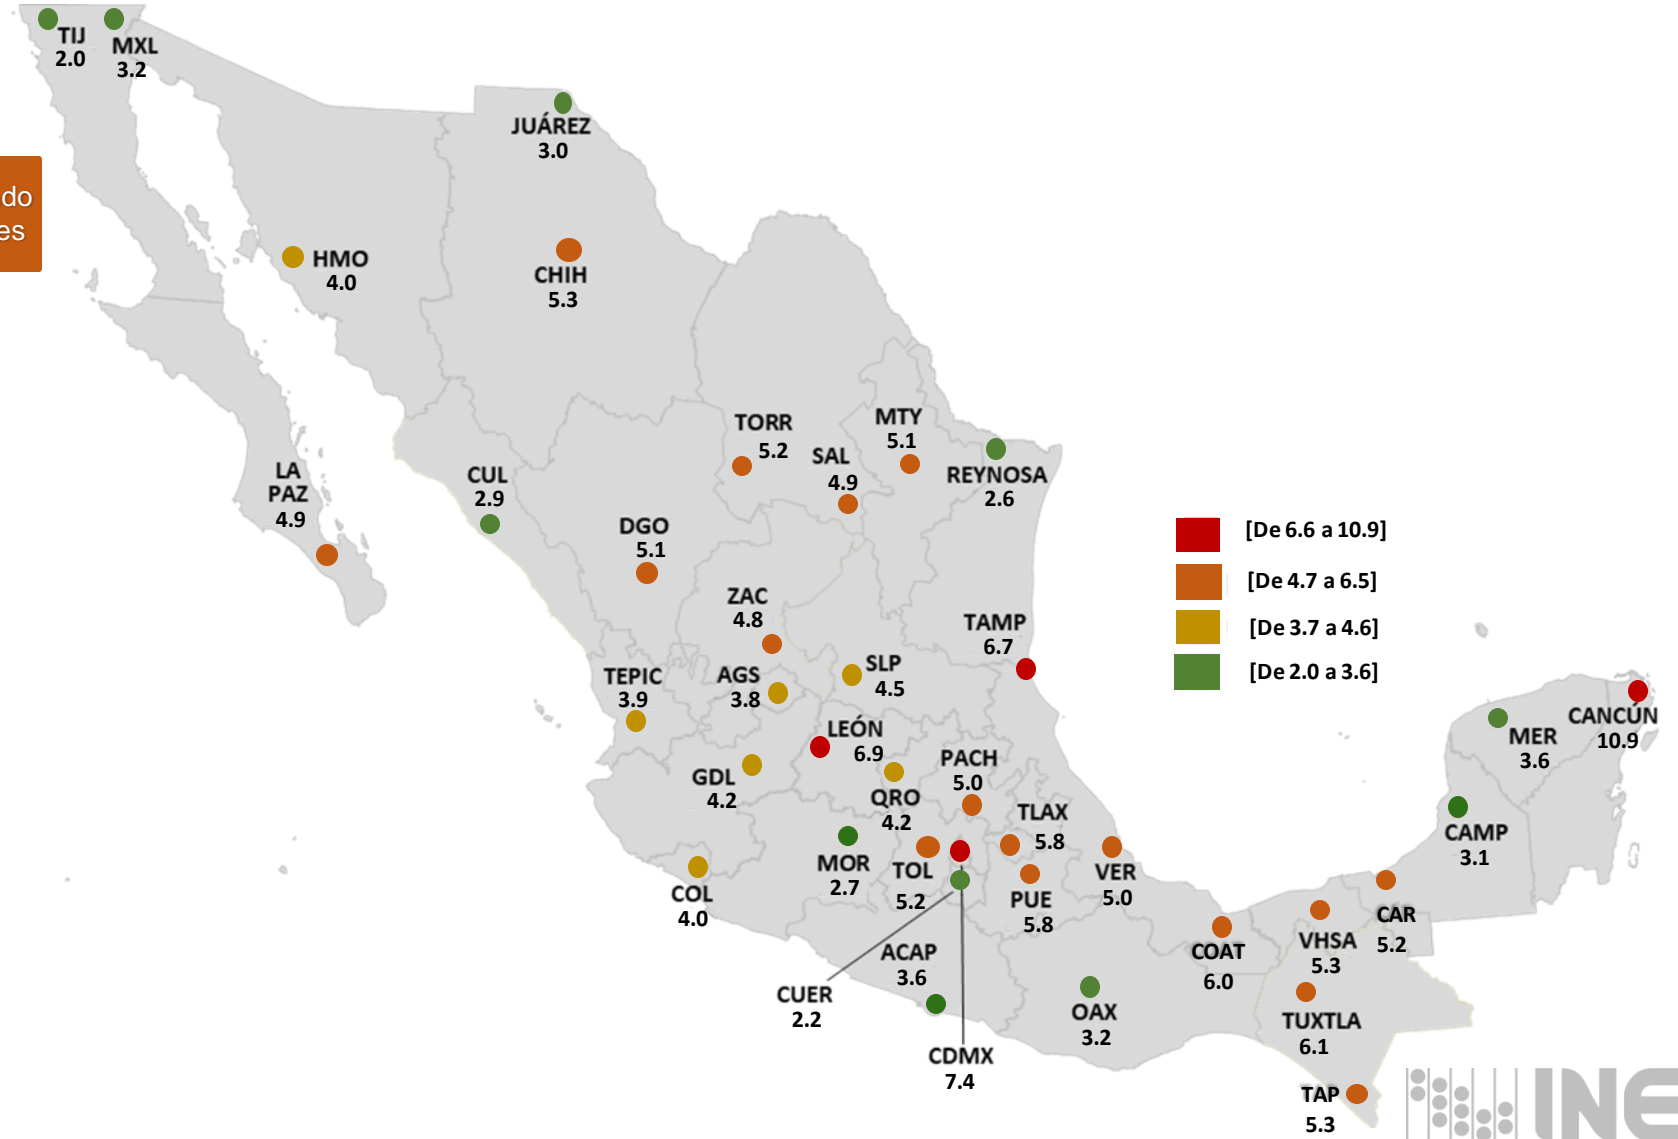 TIJ
2.0
MXL
3.2
JUÁREZ
3.0
do
es
HMO
4.0
CHIH
5.3
TORR
5.2
MTY
5.1
SAL
4.9
REYNOSA
2.6
LA
PAZ
4.9
CUL
2.9
DGO
5.1
[De 6.6 a 10.9]
[De 4.7 a 6.5]
[De 3.7 a 4.6]
[De 2.0 a 3.6]
ZAC
4.8
TAMP
6.7
TEPIC
3.9
AGS
3.8
SLP
4.5
LEÓN
6.9
CANCÚN
10.9
MER
3.6
GDL
4.2
QRO
4.2
PACH
5.0
TLAX
5.8
CAMP
3.1
MOR
2.7
TOL
5.2
PUE
5.8
VER
5.0
COL
4.0
CAR
5.2
VHSA
5.3
COAT
6.0
ACAP
3.6
CUER
2.2
OAX
3.2
TUXTLA
6.1
CDMX
7.4
TAP
5.3
INE